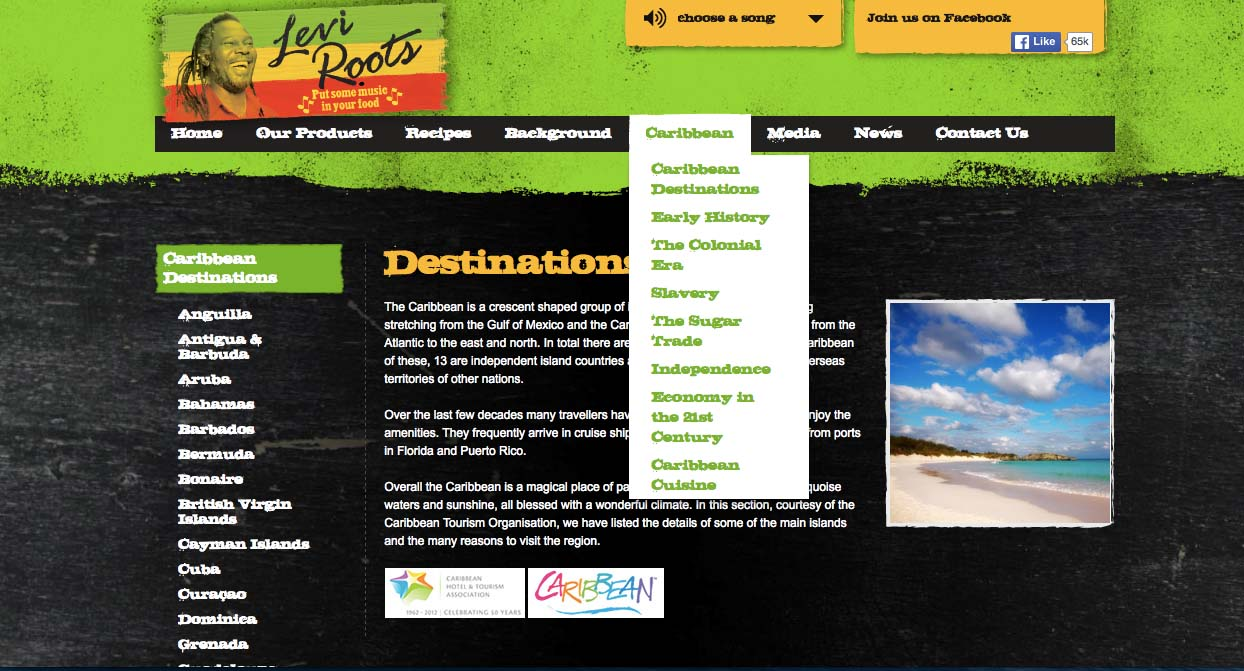 Levi
Roots
Put some music
in your food
choose a song
Join us on Facebook
Like 65k
Home Our Products Recipes Background Caribbean Media News Contact Us
Caribbean
Destinations
Early History
The Colonial
Era
Slavery
The Sugar
Trade
Independence
Economy in
the 21st
Century
Caribbean
Cuisine
Caribbean
Destinations
Anguilla
Antigua &
Barbuda
Aruba
Bahamas
Barbados
Bermuda
Bonaire
British Virgin
Islands
Cayman Islands
Cuba
Curaçao
Dominica
Grenada
Destinations
The Caribbean is a crescent shaped group of
stretching from the Gulf of Mexico and the from the
Atlantic to the east and north. In total there are
of these, 13 are independent island countries
territories of other nations.
Over the last few decades many travellers enjoy the
amenities. They frequently arrive in cruise from ports
in Florida and Puerto Rico.
Overall the Caribbean is a magical place of
waters and sunshine, all blessed with a wonderful climate. In this section, courtesy of the
Caribbean Tourism Organisation, we have listed the details of some of the main islands
and the many reasons to visit the region.
CARIBBEAN
HOTEL & TOURISM
ASSOCIATION
1962 - 2012 | CELEBRATING 50 YEARS
CARIBBEAN